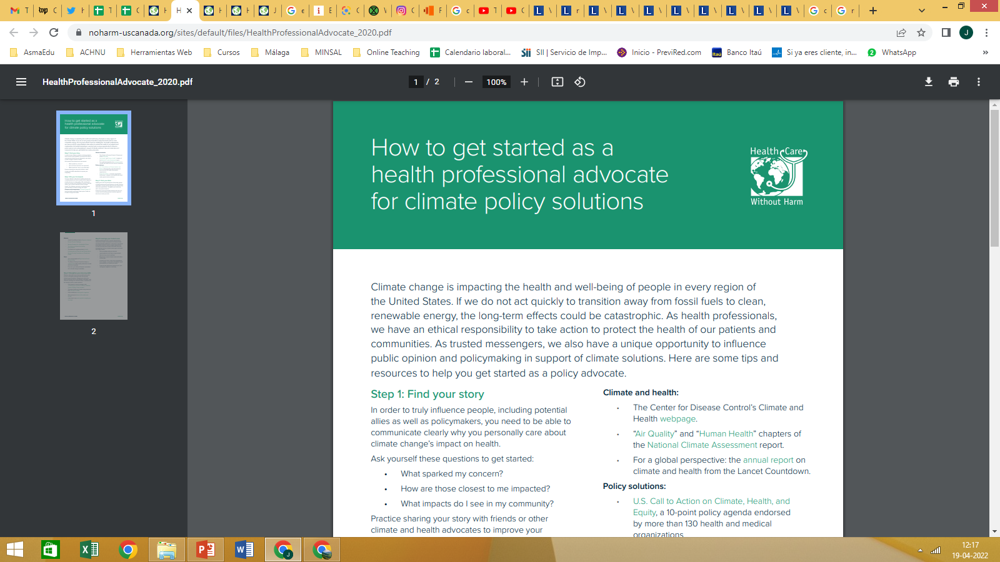 noharm-uscanada.org/sites/default/files/HealthProfessionalAdvocate_2020.pdf
J
AsmaEdu
ACHNU
Herramientas Web
Cursos
Málaga
MINSAL
Online Teaching
Calendario laboral...
SII | Servicio de Imp...
Inicio - PreviRed.com
Banco Itaú
Si ya eres cliente, in...
WhatsApp
»
HealthProfessionalAdvocate_2020.pdf
1 / 2
100%
How to get started as a
health professional advocate
for climate policy solutions
1
2
How to get started as a
health professional advocate
for climate policy solutions
Health Care
Without Harm
Climate change is impacting the health and well-being of people in every region of
the United States. If we do not act quickly to transition away from fossil fuels to clean,
renewable energy, the long-term effects could be catastrophic. As health professionals,
we have an ethical responsibility to take action to protect the health of our patients and
communities. As trusted messengers, we also have a unique opportunity to influence
public opinion and policymaking in support of climate solutions. Here are some tips and
resources to help you get started as a policy advocate.
Step 1: Find your story
In order to truly influence people, including potential
allies as well as policymakers, you need to be able to
communicate clearly why you personally care about
climate change's impact on health.
Ask yourself these questions to get started:
• What sparked my concern?
• How are those closest to me impacted?
• What impacts do I see in my community?
Practice sharing your story with friends or other
climate and health advocates to improve your
Climate and health:
• The Center for Disease Control's Climate and
Health webpage.
• "Air Quality" and "Human Health" chapters of
the National Climate Assessment report.
• For a global perspective: the annual report on
climate and health from the Lancet Countdown.
Policy solutions:
• U.S. Call to Action on Climate, Health, and
Equity, a 10-point policy agenda endorsed
by more than 130 health and medical
organizations
12:17
19-04-2022